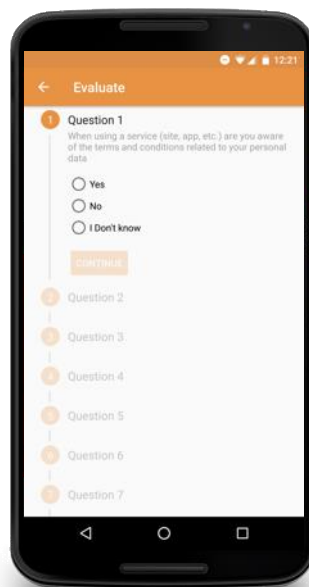 12:21
Evaluate
1 Question 1
When using a service (site, app, etc.) are you aware
of the terms and conditions related to your personal
data
Yes
No
I Don't know
CONTINUE
2 Question 2
3 Question 3
4 Question 4
5 Question 5
6 Question 6
7 Question 7